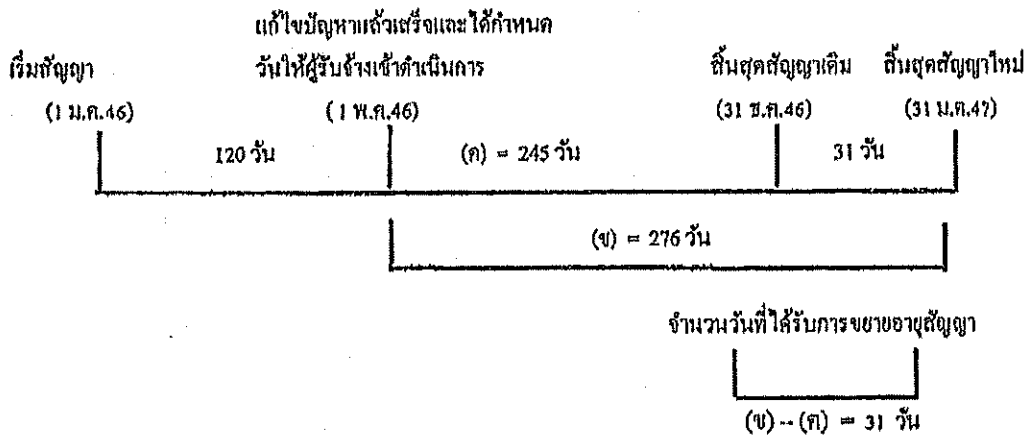 แก้ไขปัญหาแล้วเสร็จและได้กำหนด
เริ่มสัญญา วันให้ผู้รับจ้างเข้าดำเนินการ สิ้นสุดสัญญาเดิม สิ้นสุดสัญญาใหม่
(1 ม.ค.46) (1 พ.ค.46) (31 ธ.ค.46) (31 ม.ค.47)
120 วัน (ค) = 245 วัน 31 วัน
(ข) = 276 วัน
จำนวนวันที่ได้รับการขยายอายุสัญญา
(ข) -- (ค) = 31 วัน